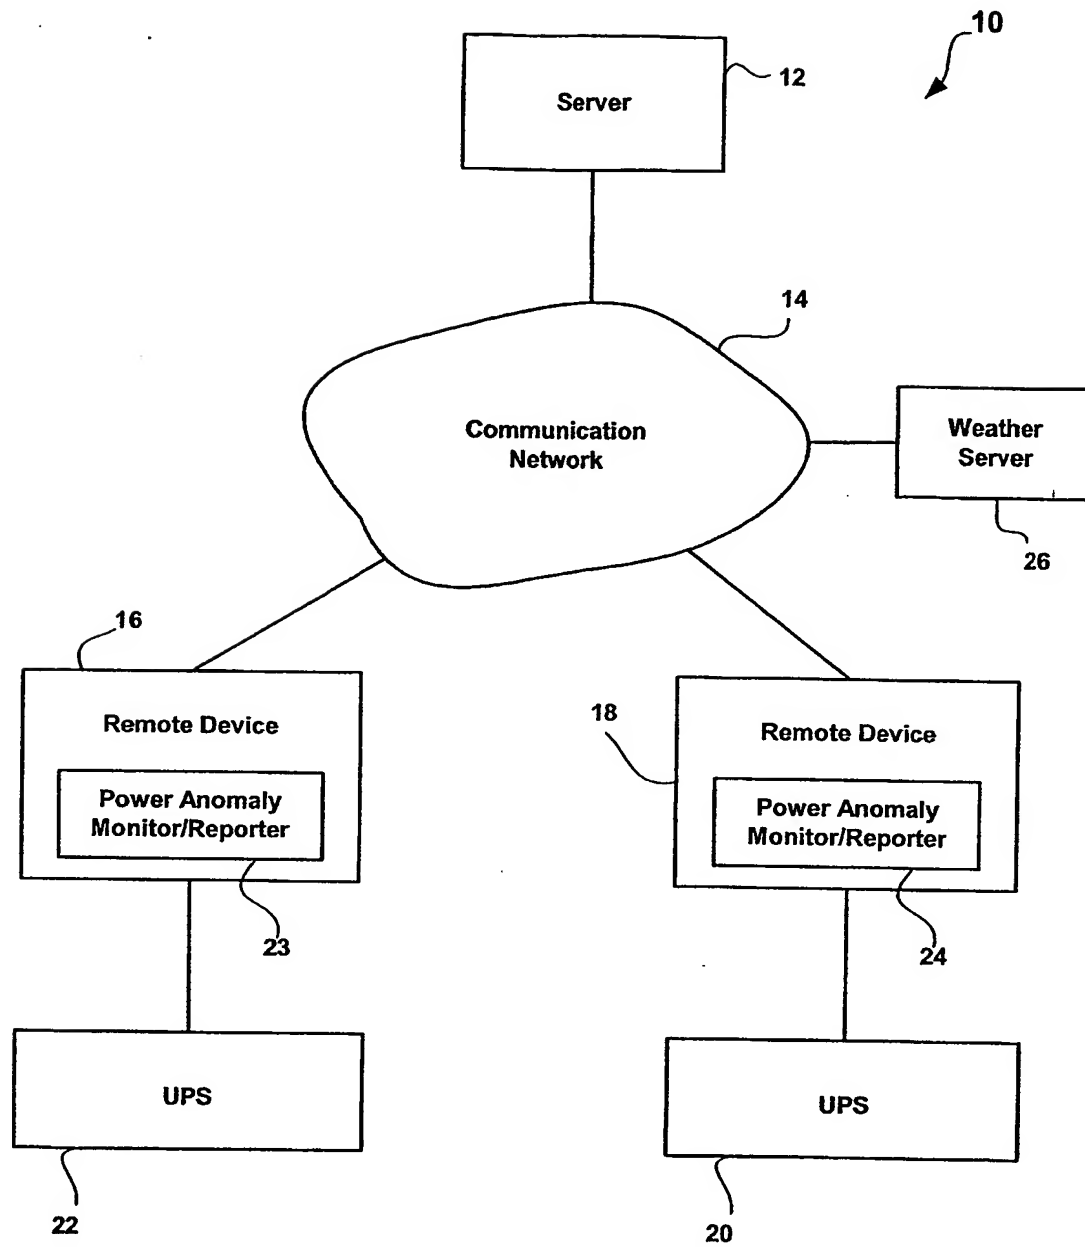 10
12
Server
14
Communication
Network
Weather
Server
26
16
Remote Device
Power Anomaly
Monitor/Reporter
23
18
Remote Device
Power Anomaly
Monitor/Reporter
24
UPS
22
UPS
20